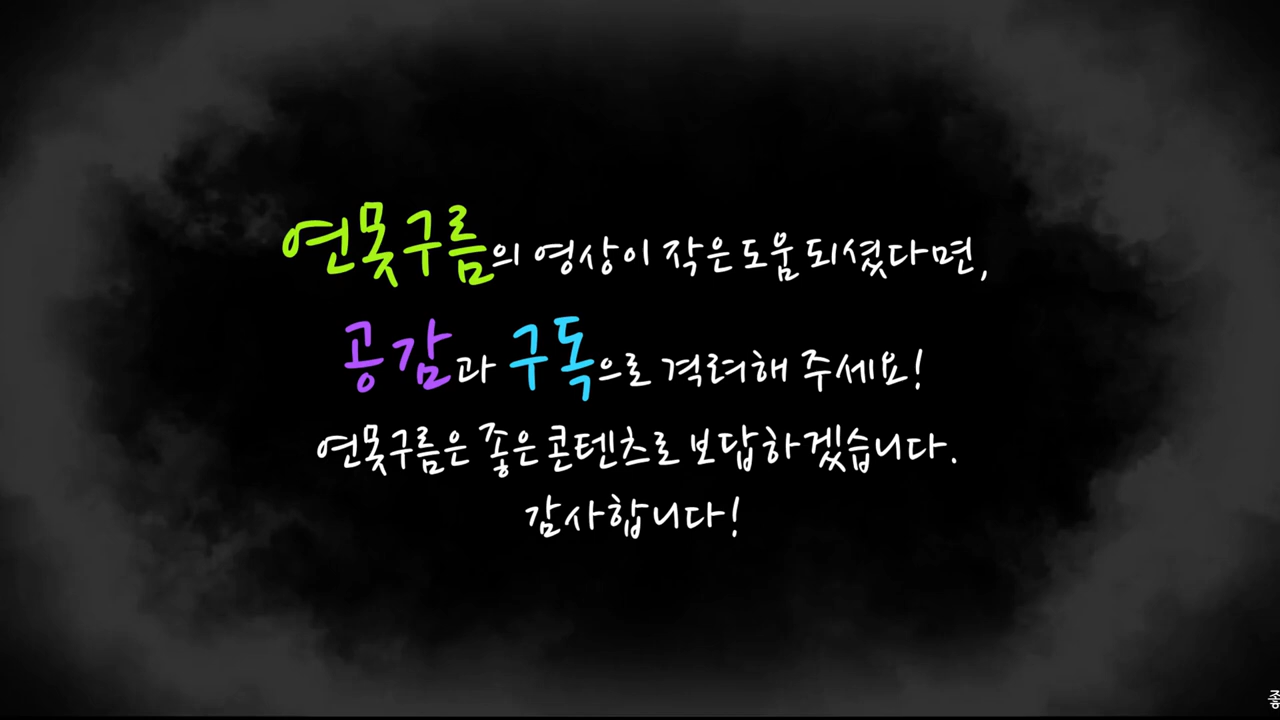 연못구름의 영상이 작은도움 되셨다면,
공감과 구독으로 격려해 주세요!
연못구름은 좋은 콘텐츠로 보답하겠습니다.
감사합니다!